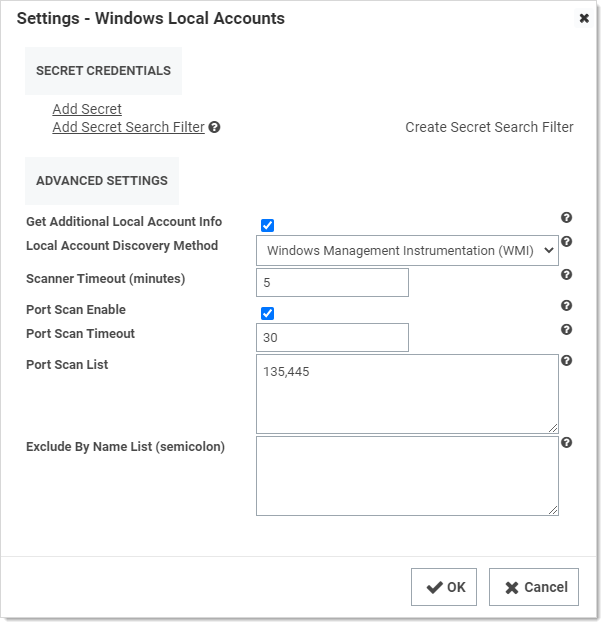 Settings - Windows Local Accounts
SECRET CREDENTIALS
Add Secret
Add Secret Search Filter
Create Secret Search Filter
ADVANCED SETTINGS
Get Additional Local Account Info
Local Account Discovery Method
Windows Management Instrumentation (WMI)
Scanner Timeout (minutes)
5
Port Scan Enable
Port Scan Timeout
30
Port Scan List
135,445
Exclude By Name List (semicolon)
OK
Cancel